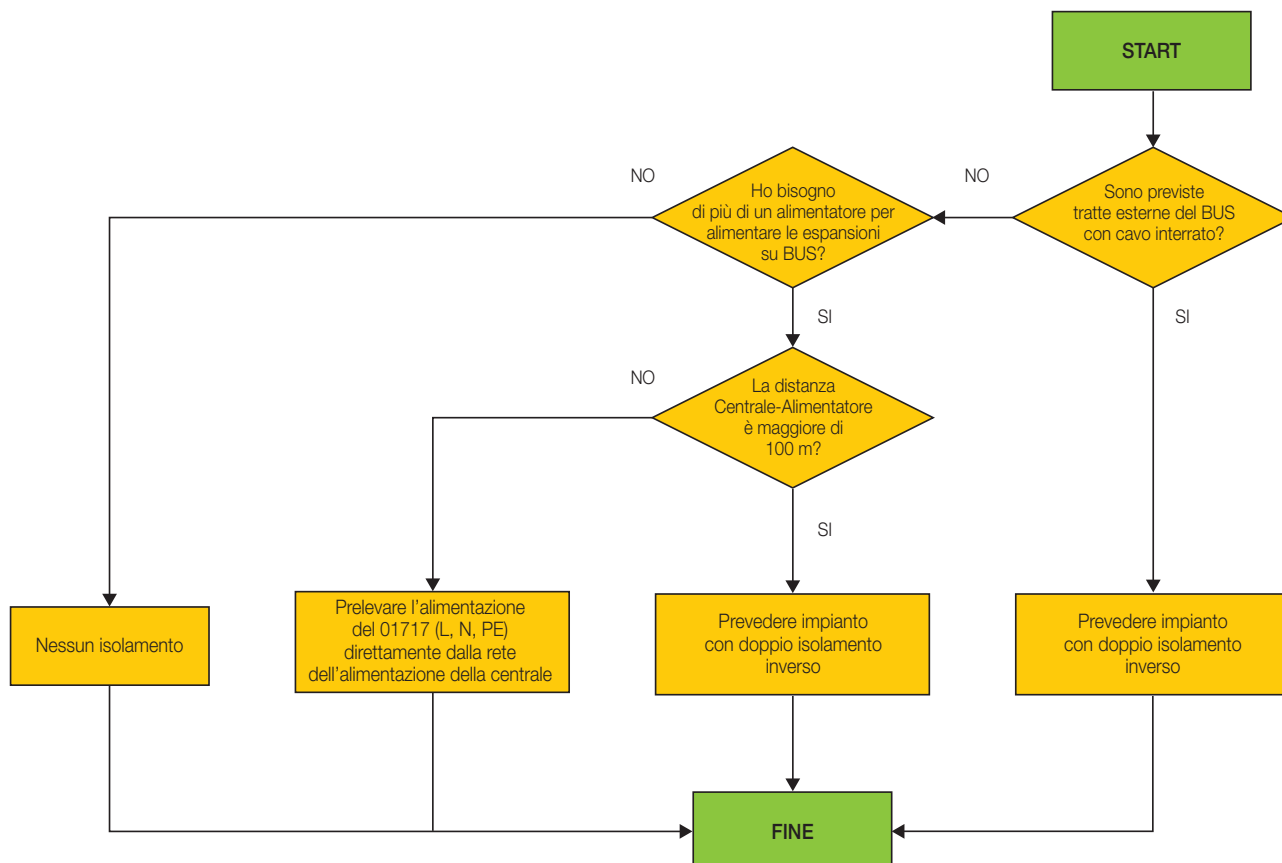 START
Sono previste
tratte esterne del BUS
con cavo interrato?
NO
SI
Ho bisogno
di più di un alimentatore per
alimentare le espansioni
su BUS?
NO
SI
La distanza
Centrale-Alimentatore
è maggiore di
100 m?
NO
SI
Nessun isolamento
Prelevare l'alimentazione
del 01717 (L, N, PE)
direttamente dalla rete
dell'alimentazione della centrale
Prevedere impianto
con doppio isolamento
inverso
Prevedere impianto
con doppio isolamento
inverso
FINE